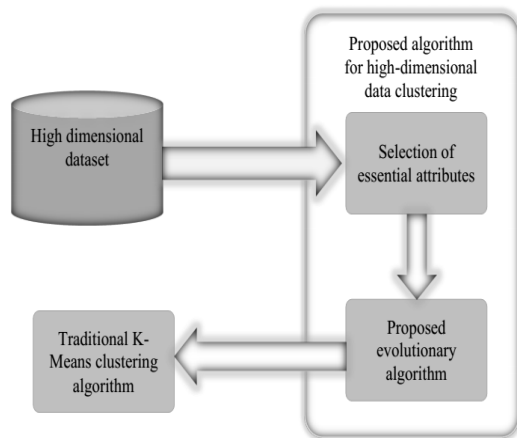 Proposed algorithm
for high-dimensional
data clustering
High dimensional
dataset
Selection of
essential attributes
Proposed
evolutionary
algorithm
Traditional K-
Means clustering
algorithm